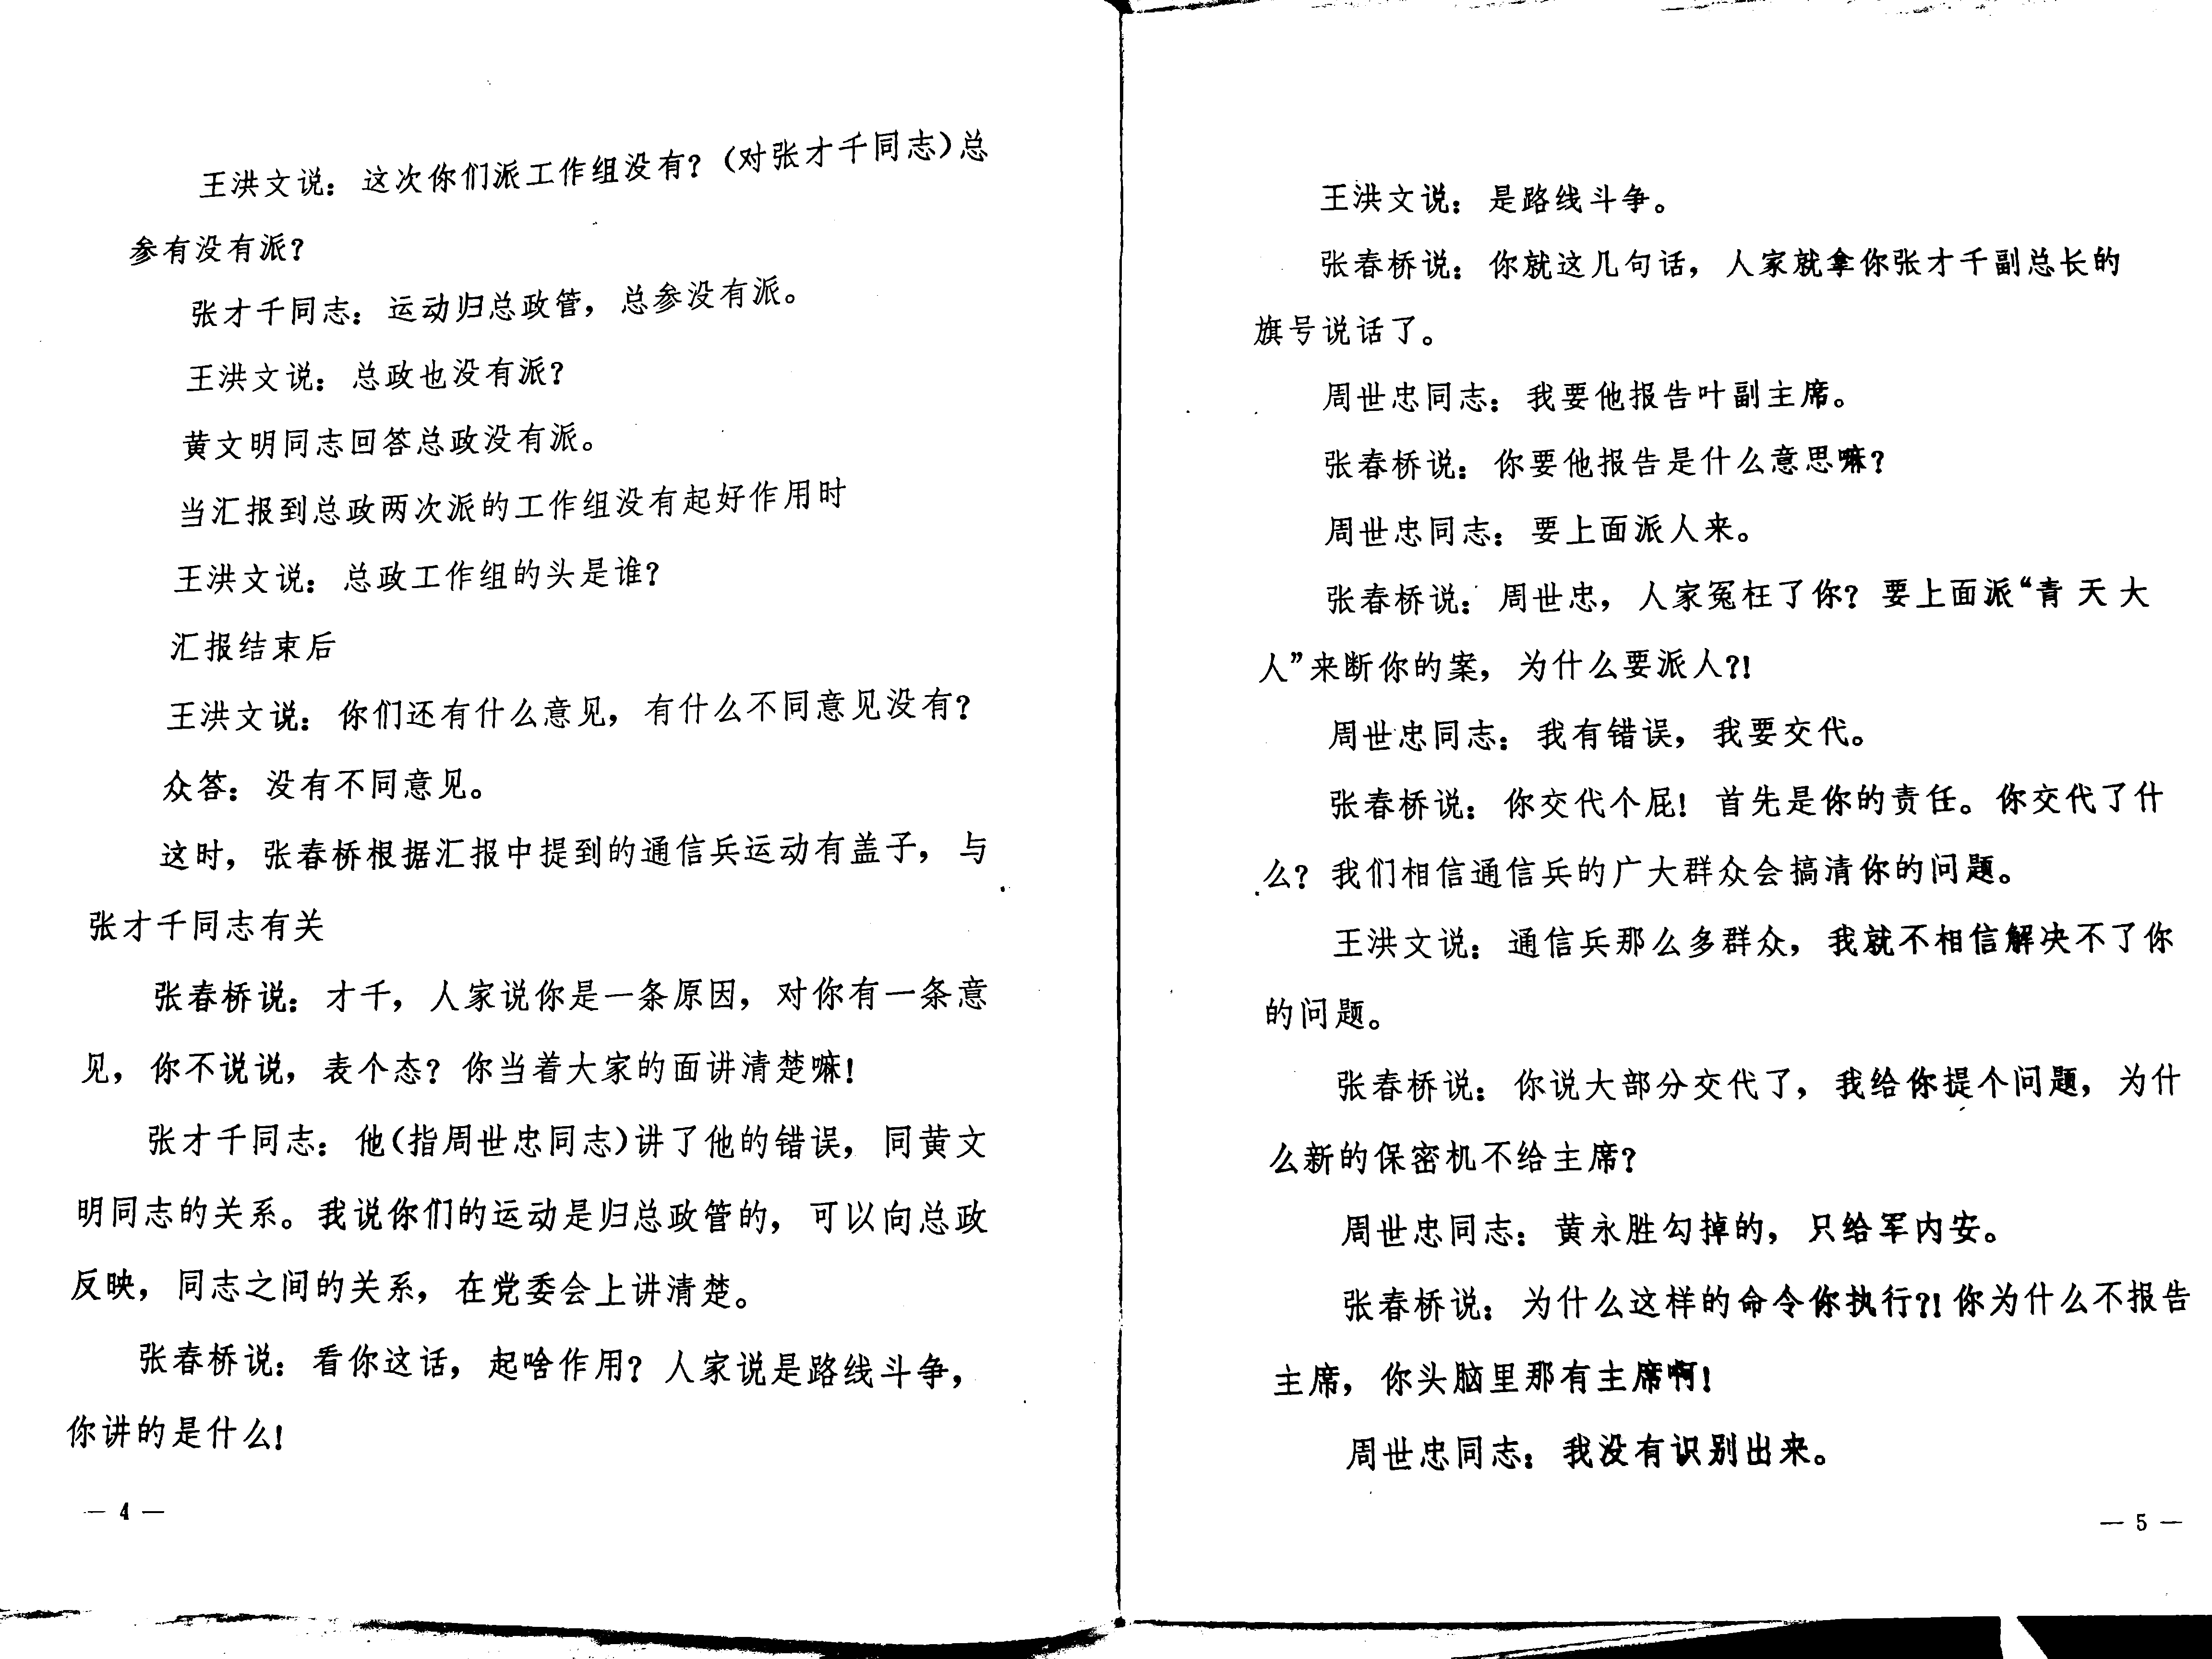 王洪文说：这次你们派工作组没有？（对张才千同志）总
参有没有派？
张才千同志：运动归总政管，总参没有派。
王洪文说：总政也没有派？
黄文明同志回答总政没有派。
当汇报到总政两次派的工作组没有起好作用时
王洪文说：总政工作组的头是谁？
汇报结束后
王洪文说：你们还有什么意见，有什么不同意见没有？
众答：没有不同意见。
这时，张春桥根据汇报中提到的通信兵运动有盖子，与
张才千同志有关
张春桥说：才千，人家说你是一条原因，对你有一条意
见，你不说说，表个态？你当着大家的面讲清楚嘛！
张才千同志：他（指周世忠同志）讲了他的错误，同黄文
明同志的关系。我说你们的运动是归总政管的，可以向总政
反映，同志之间的关系，在党委会上讲清楚。
张春桥说：看你这话，起啥作用？人家说是路线斗争，
你讲的是什么！
— 4 —
王洪文说：是路线斗争。
张春桥说：你就这几句话，人家就拿你张才千副总长的
旗号说话了。
周世忠同志：我要他报告叶副主席。
张春桥说：你要他报告是什么意思嘛？
周世忠同志：要上面派人来。
张春桥说：周世忠，人家冤枉了你？要上面派“青天大
人”来断你的案，为什么要派人？！
周世忠同志：我有错误，我要交代。
张春桥说：你交代个屁！首先是你的责任。你交代了什
么？我们相信通信兵的广大群众会搞清你的问题。
王洪文说：通信兵那么多群众，我就不相信解决不了你
的问题。
张春桥说：你说大部分交代了，我给你提个问题，为什
么新的保密机不给主席？
周世忠同志：黄永胜勾掉的，只给军内安。
张春桥说：为什么这样的命令你执行？！你为什么不报告
主席，你头脑里那有主席啊！
周世忠同志：我没有识别出来。
— 5 —